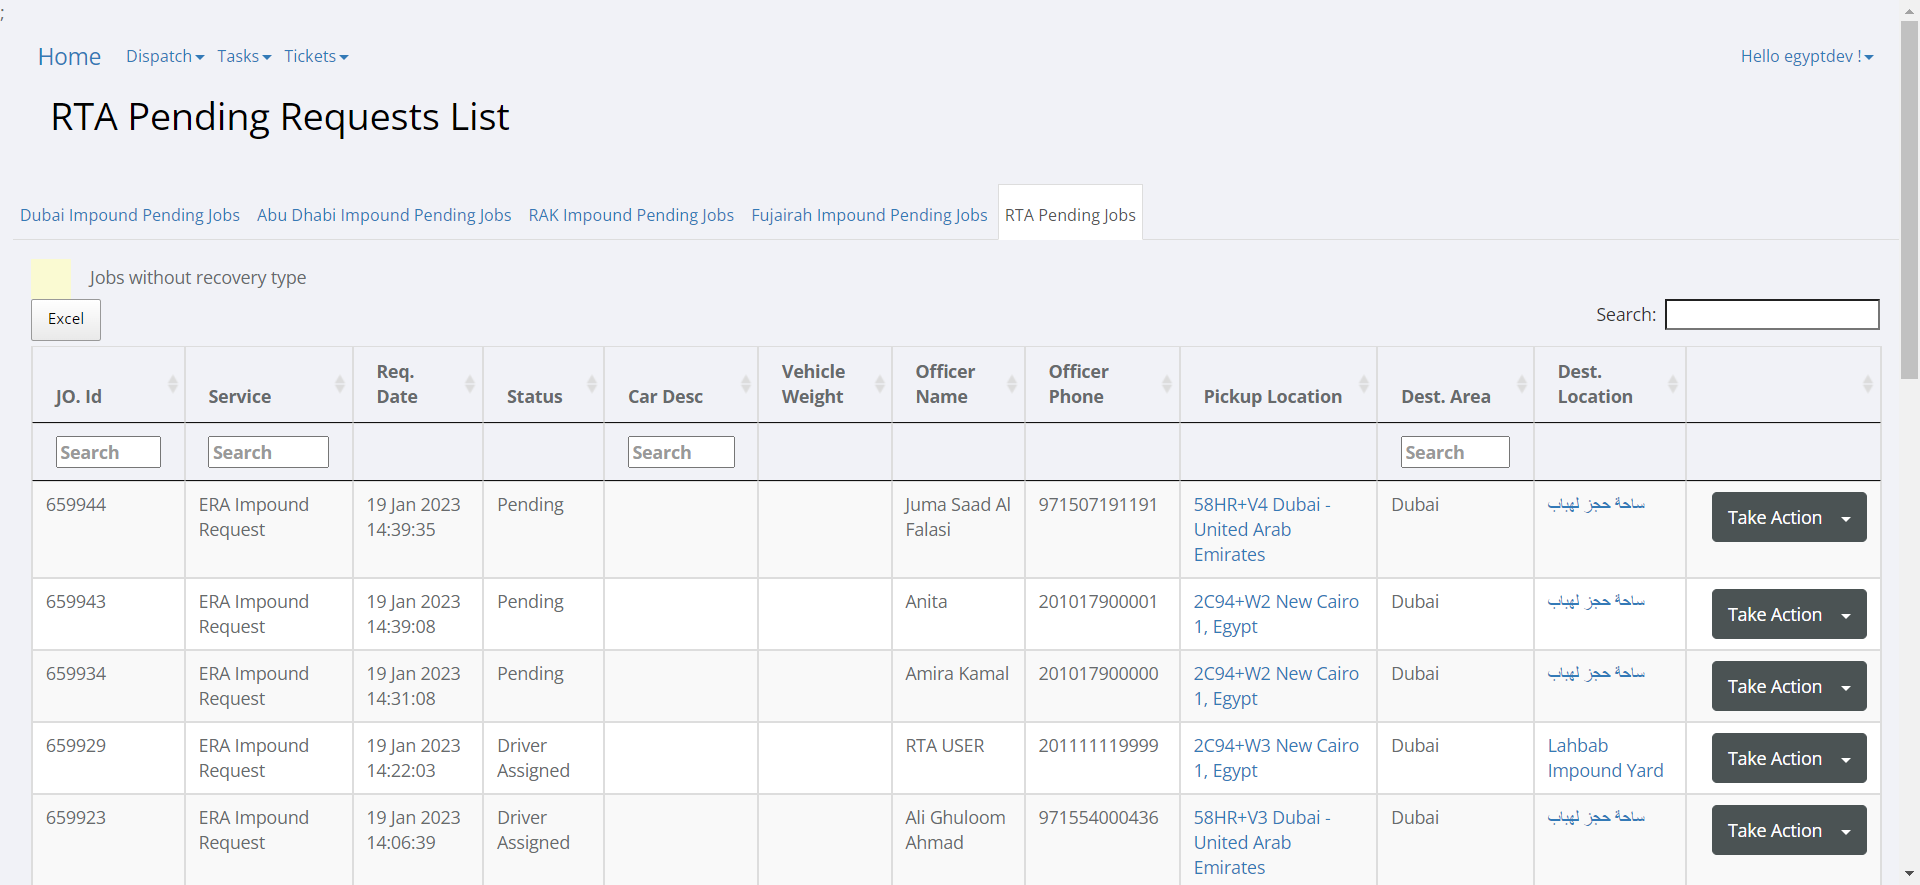 ;
Home Dispatch Tasks Tickets Hello egyptdev !
RTA Pending Requests List
Dubai Impound Pending Jobs Abu Dhabi Impound Pending Jobs RAK Impound Pending Jobs Fujairah Impound Pending Jobs RTA Pending Jobs
Jobs without recovery type
Excel Search:
JO. Id Service Req. Date Status Car Desc Vehicle Weight Officer Name Officer Phone Pickup Location Dest. Area Dest. Location
Search Search Search Search
659944 ERA Impound Request 19 Jan 2023 14:39:35 Pending Juma Saad Al Falasi 971507191191 58HR+V4 Dubai - United Arab Emirates Dubai ساحة حجز لهباب Take Action
659943 ERA Impound Request 19 Jan 2023 14:39:08 Pending Anita 201017900001 2C94+W2 New Cairo 1, Egypt Dubai ساحة حجز لهباب Take Action
659934 ERA Impound Request 19 Jan 2023 14:31:08 Pending Amira Kamal 201017900000 2C94+W2 New Cairo 1, Egypt Dubai ساحة حجز لهباب Take Action
659929 ERA Impound Request 19 Jan 2023 14:22:03 Driver Assigned RTA USER 201111119999 2C94+W3 New Cairo 1, Egypt Dubai Lahbab Impound Yard Take Action
659923 ERA Impound Request 19 Jan 2023 14:06:39 Driver Assigned Ali Ghuloom Ahmad 971554000436 58HR+V3 Dubai - United Arab Emirates Dubai ساحة حجز لهباب Take Action